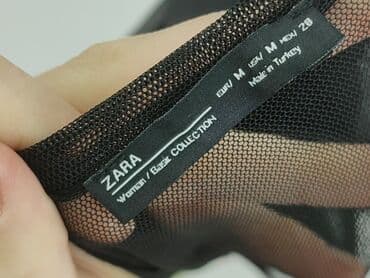 ZARA
Woman / Basic COLLECTION
EUR/ M USA/ M MEX/ 28
Made in Turkey